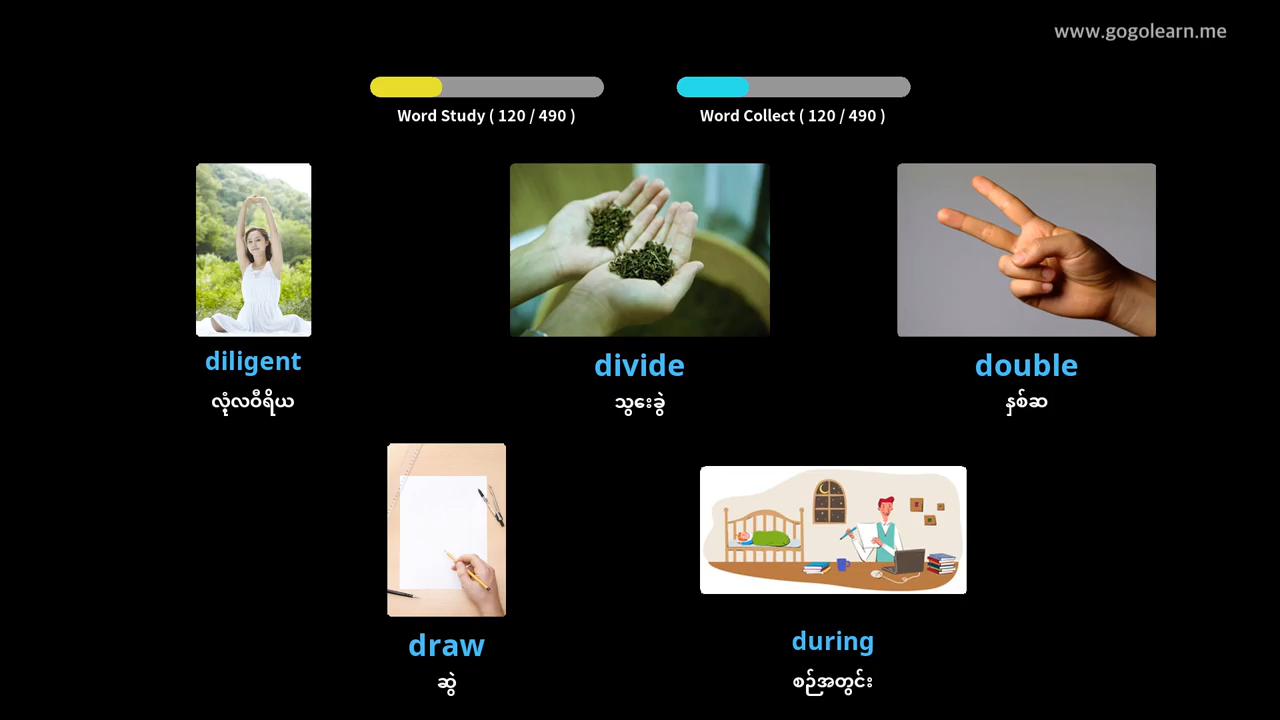 www.gogolearn.me
Word Study ( 120 / 490 )
Word Collect ( 120 / 490 )
diligent
လုံ့လဝီရိယ
divide
သွေးခွဲ
double
နှစ်ဆ
draw
ဆွဲ
during
စဉ်အတွင်း